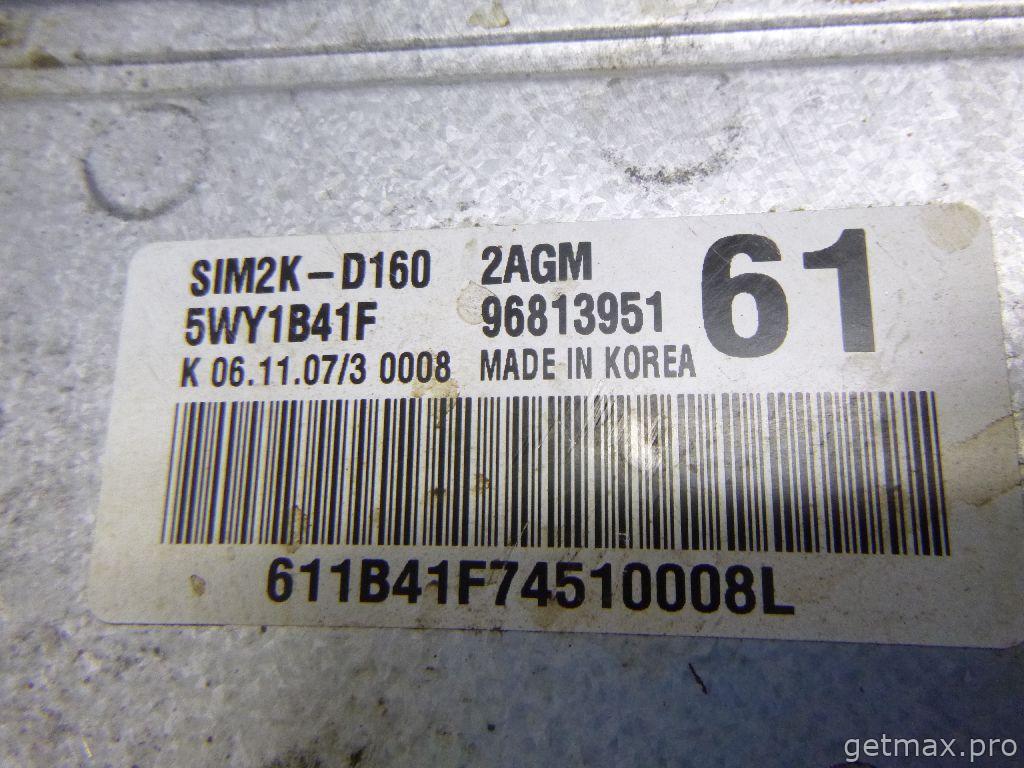 SIM2K-D160 2AGM 61
5WY1B41F 96813951
K 06.11.07/3 0008 MADE IN KOREA
611B41F74510008L
getmax.pro